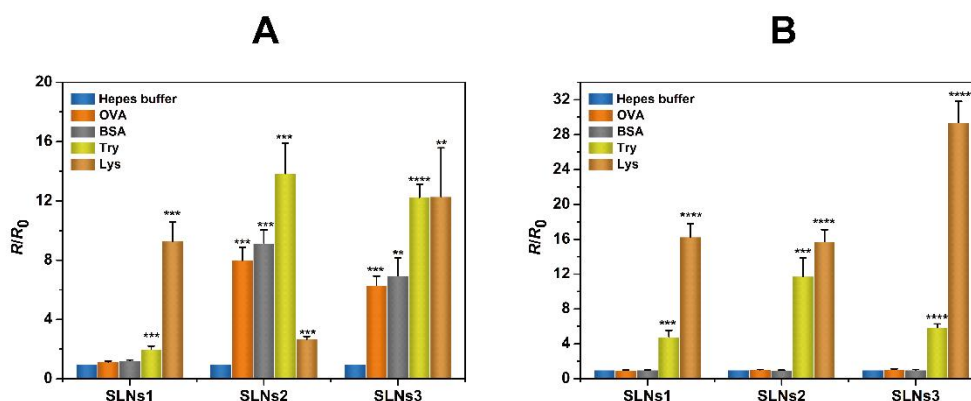 A
B
20
16
12
8
4
0
R/R0
Hepes buffer
OVA
BSA
Try
Lys
***
***
***
***
***
***
***
**
****
**
SLNs1
SLNs2
SLNs3
32
28
24
20
16
12
8
4
0
R/R0
Hepes buffer
OVA
BSA
Try
Lys
***
****
***
****
****
****
SLNs1
SLNs2
SLNs3